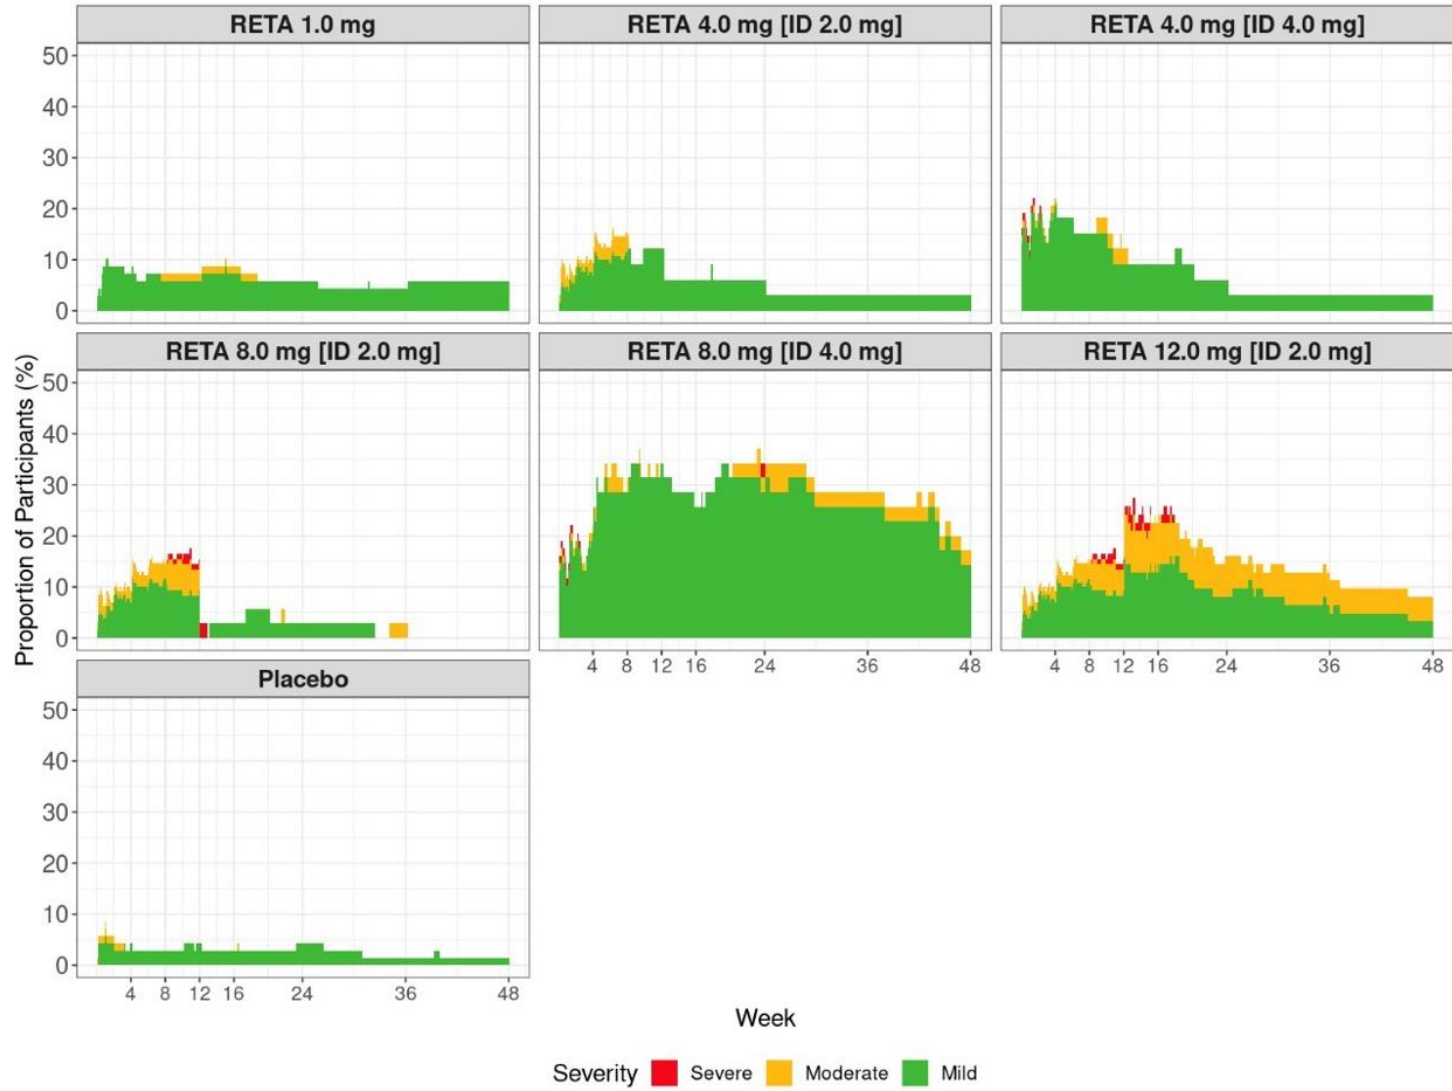 RETA 1.0 mg
RETA 4.0 mg [ID 2.0 mg]
RETA 4.0 mg [ID 4.0 mg]
50
40
30
20
10
0
RETA 8.0 mg [ID 2.0 mg]
RETA 8.0 mg [ID 4.0 mg]
RETA 12.0 mg [ID 2.0 mg]
Proportion of Participants (%)
50
40
30
20
10
0
4 8 12 16 24 36 48
4 8 12 16 24 36 48
Placebo
50
40
30
20
10
0
4 8 12 16 24 36 48
Week
Severity Severe Moderate Mild